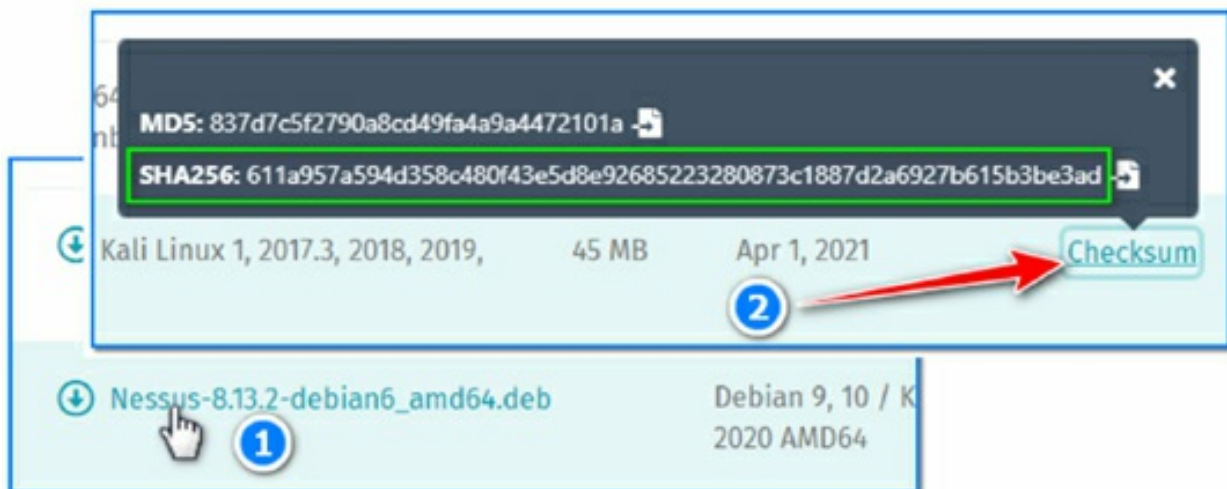 MD5: 837d7c5f2790a8cd49fa4a9a4472101a
SHA256: 611a957a594d358c480f43e5d8e92685223280873c1887d2a6927b615b3be3ad
Kali Linux 1, 2017.3, 2018, 2019, 45 MB Apr 1, 2021 Checksum
2
Nessus-8.13.2-debian6_amd64.deb Debian 9, 10 / K
2020 AMD64
1